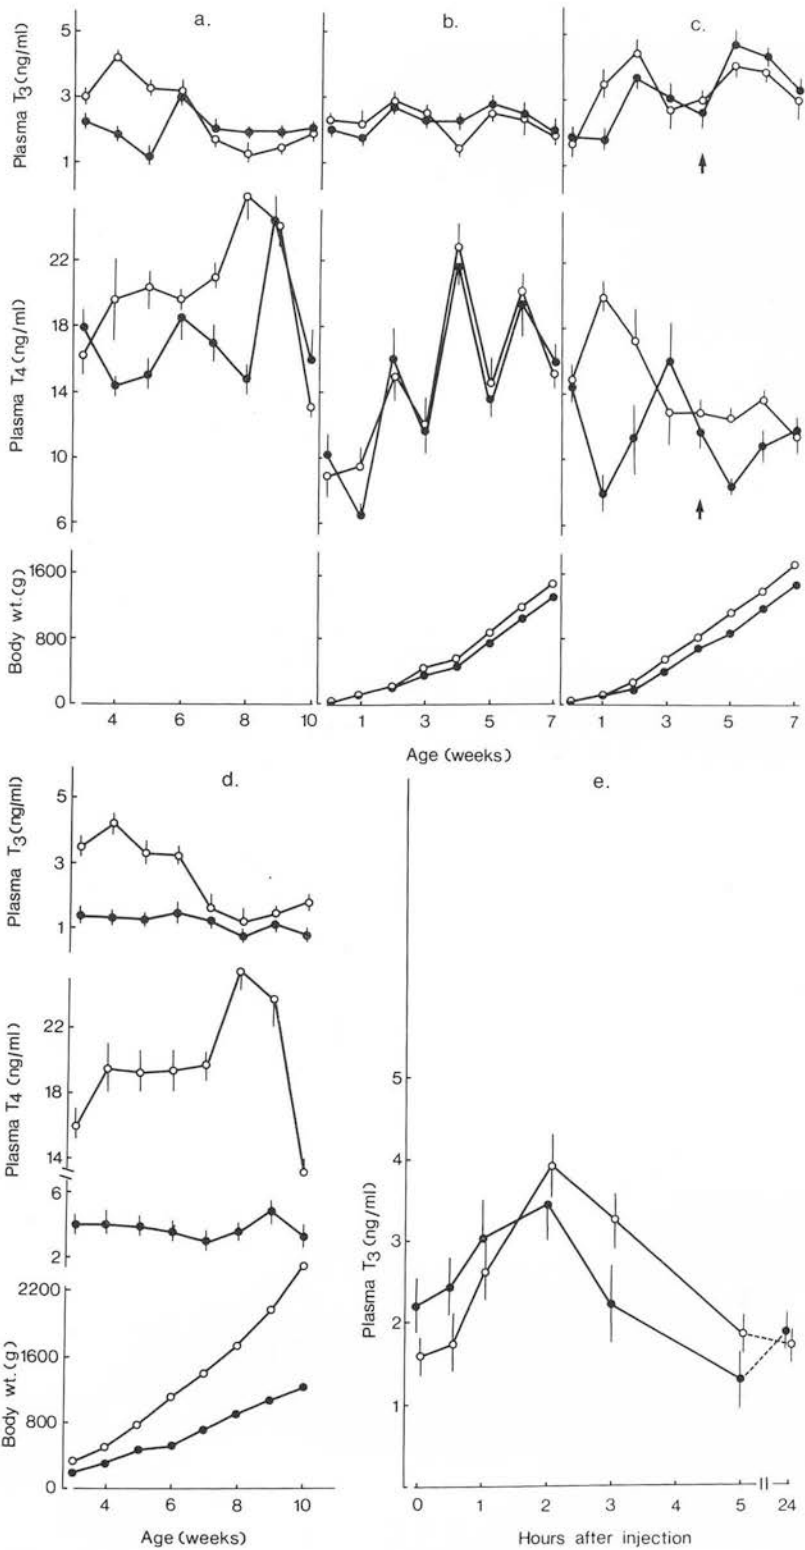 a.
b.
c.
Plasma T3(ng/ml)
5
3
1
Plasma T4(ng/ml)
22
18
14
10
6
Body wt.(g)
1600
800
0
4 6 8 10
1 3 5 7
1 3 5 7
Age (weeks)
d.
e.
Plasma T3(ng/ml)
5
3
1
Plasma T4 (ng/ml)
22
18
14
6
2
Body wt.(g)
2200
1600
800
0
4 6 8 10
Age (weeks)
Plasma T3 (ng/ml)
5
4
3
2
1
0 1 2 3 4 5 24
Hours after injection